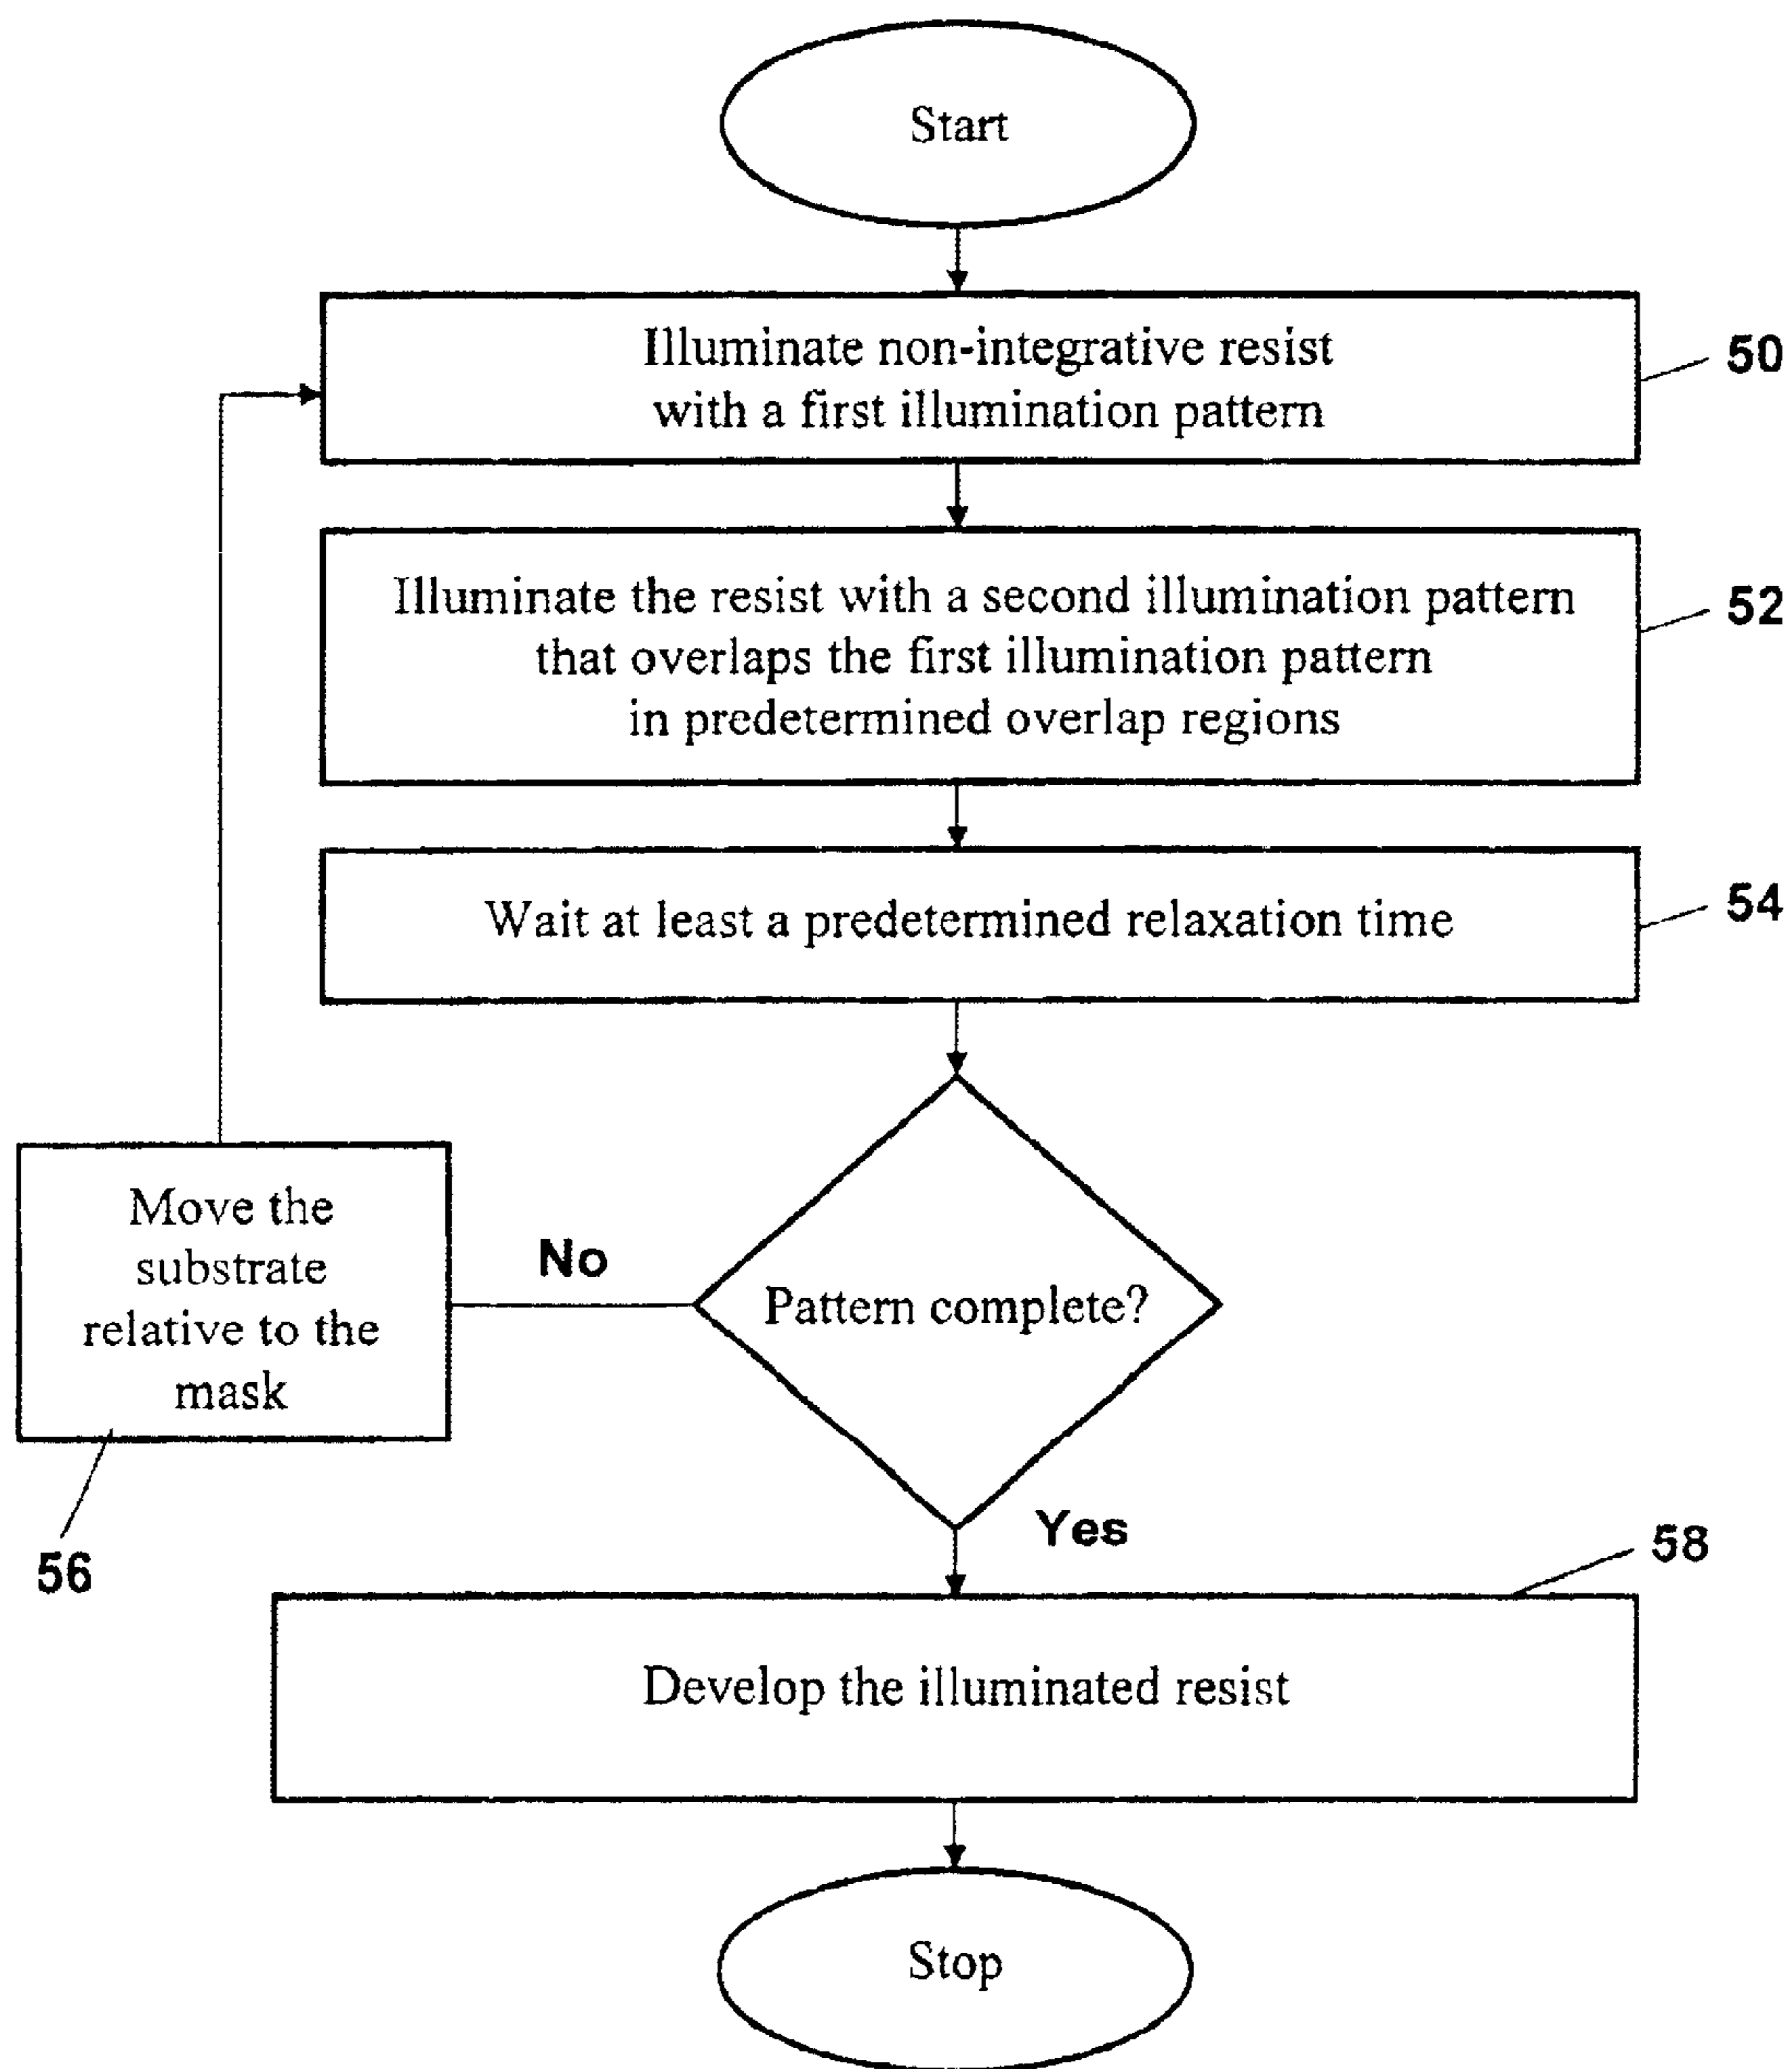 Start
Illuminate non-integrative resist
with a first illumination pattern
50
Illuminate the resist with a second illumination pattern
that overlaps the first illumination pattern
in predetermined overlap regions
52
Wait at least a predetermined relaxation time
54
Pattern complete?
No
Move the
substrate
relative to the
mask
56
Yes
58
Develop the illuminated resist
Stop